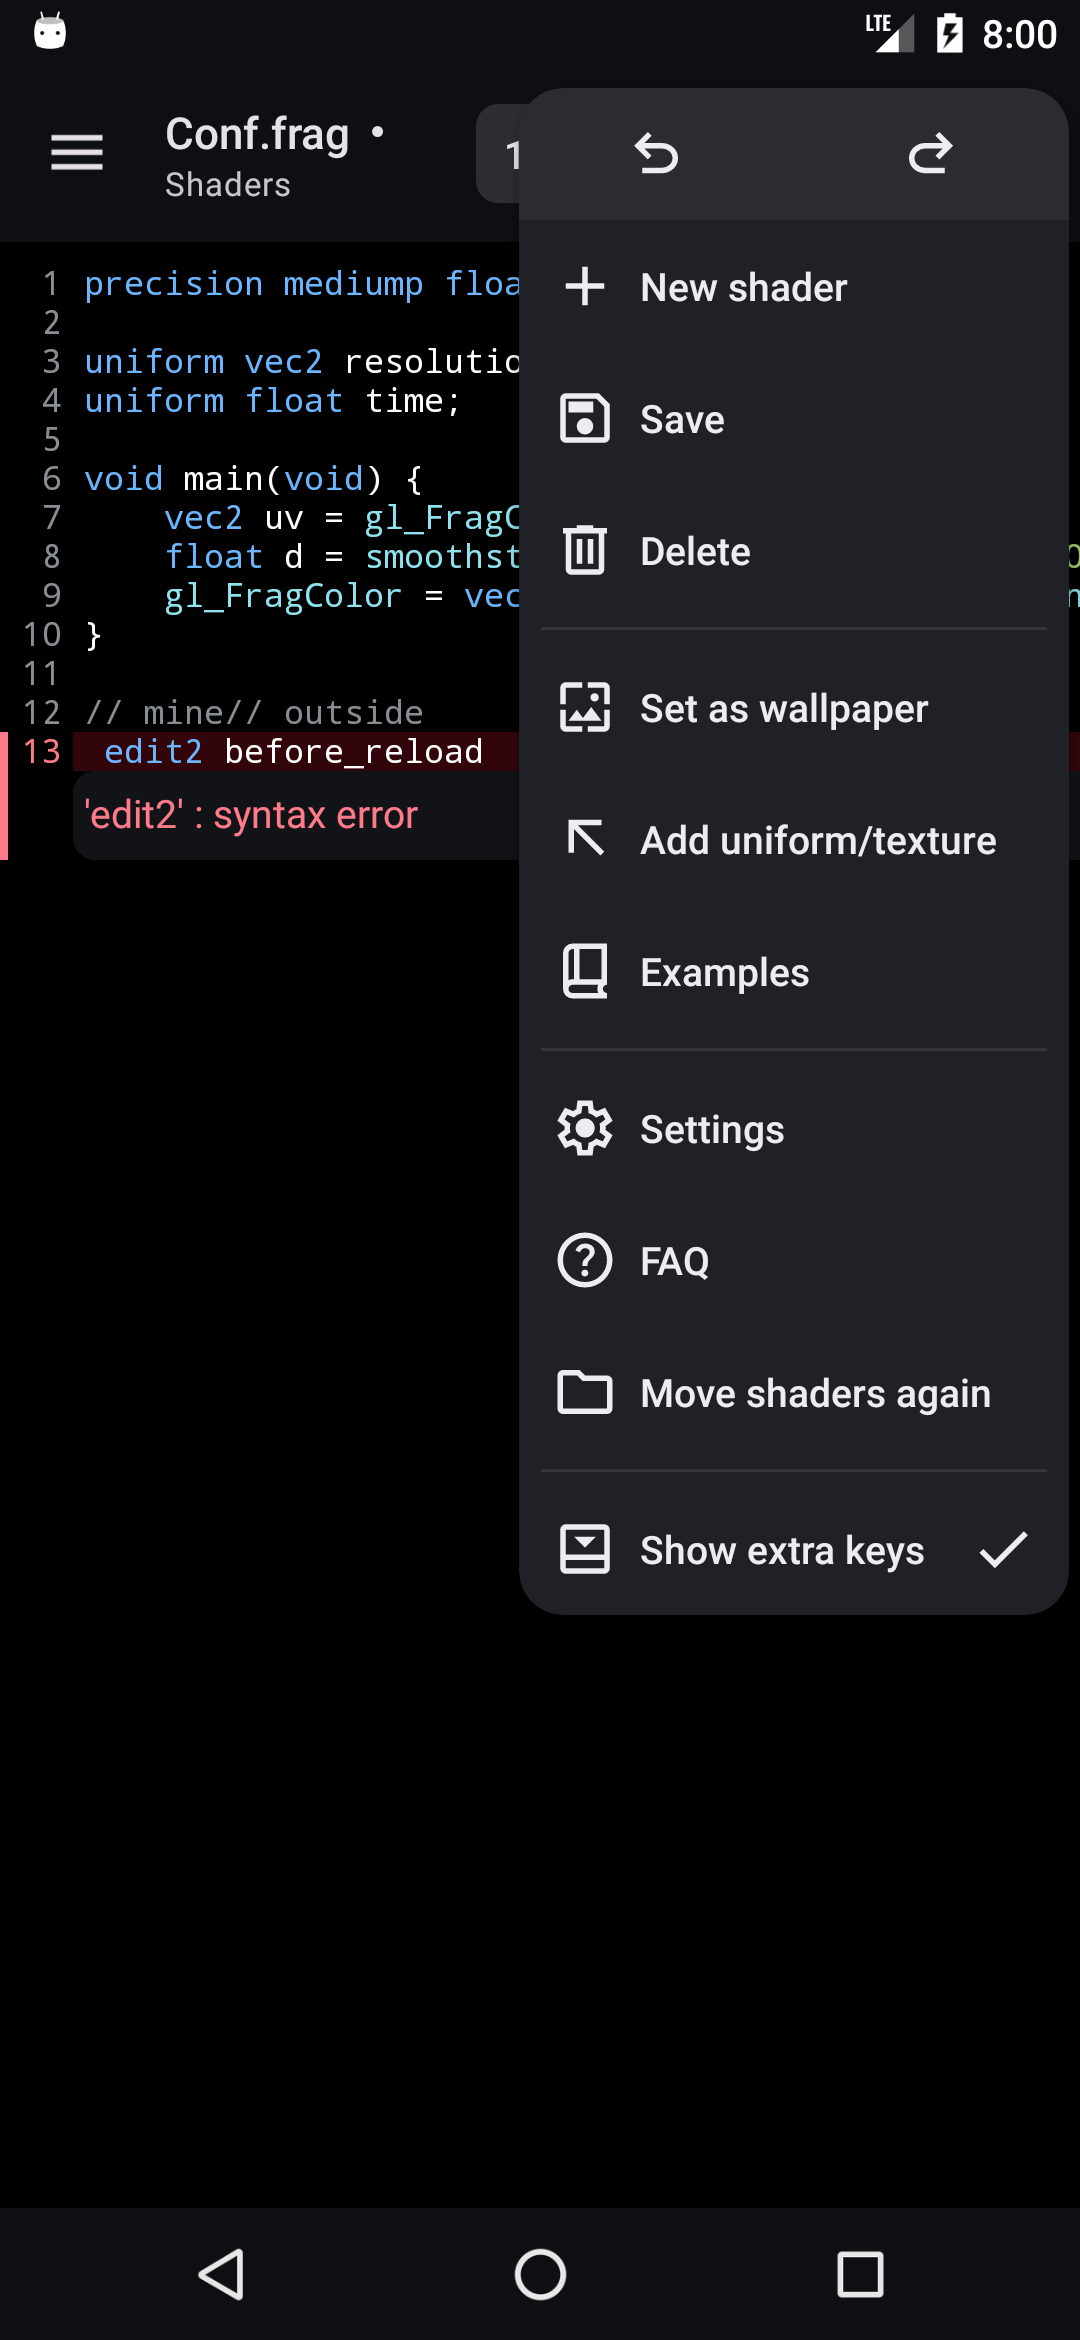 LTE 8:00
Conf.frag •
Shaders
1
1 precision mediump floa
2
3 uniform vec2 resolutio
4 uniform float time;
5
6 void main(void) {
7 vec2 uv = gl_FragC
8 float d = smoothst
9 gl_FragColor = vec
10 }
11
12 // mine// outside
13 edit2 before_reload
'edit2' : syntax error
New shader
Save
Delete
Set as wallpaper
Add uniform/texture
Examples
Settings
FAQ
Move shaders again
Show extra keys